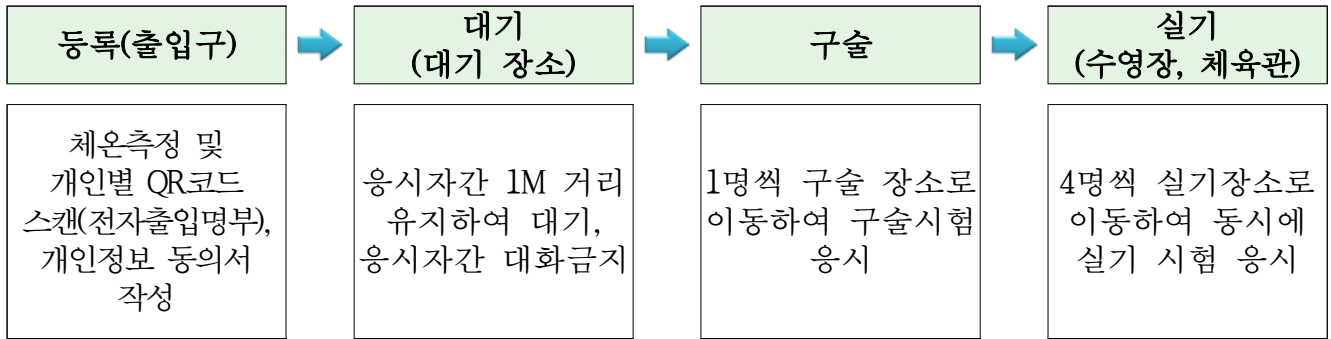 등록(출입구)
대기
(대기 장소)
구술
실기
(수영장, 체육관)
체온측정 및
개인별 QR코드
스캔(전자출입명부),
개인정보 동의서
작성
응시자간 1M 거리
유지하여 대기,
응시자간 대화금지
1명씩 구술 장소로
이동하여 구술시험
응시
4명씩 실기장소로
이동하여 동시에
실기 시험 응시